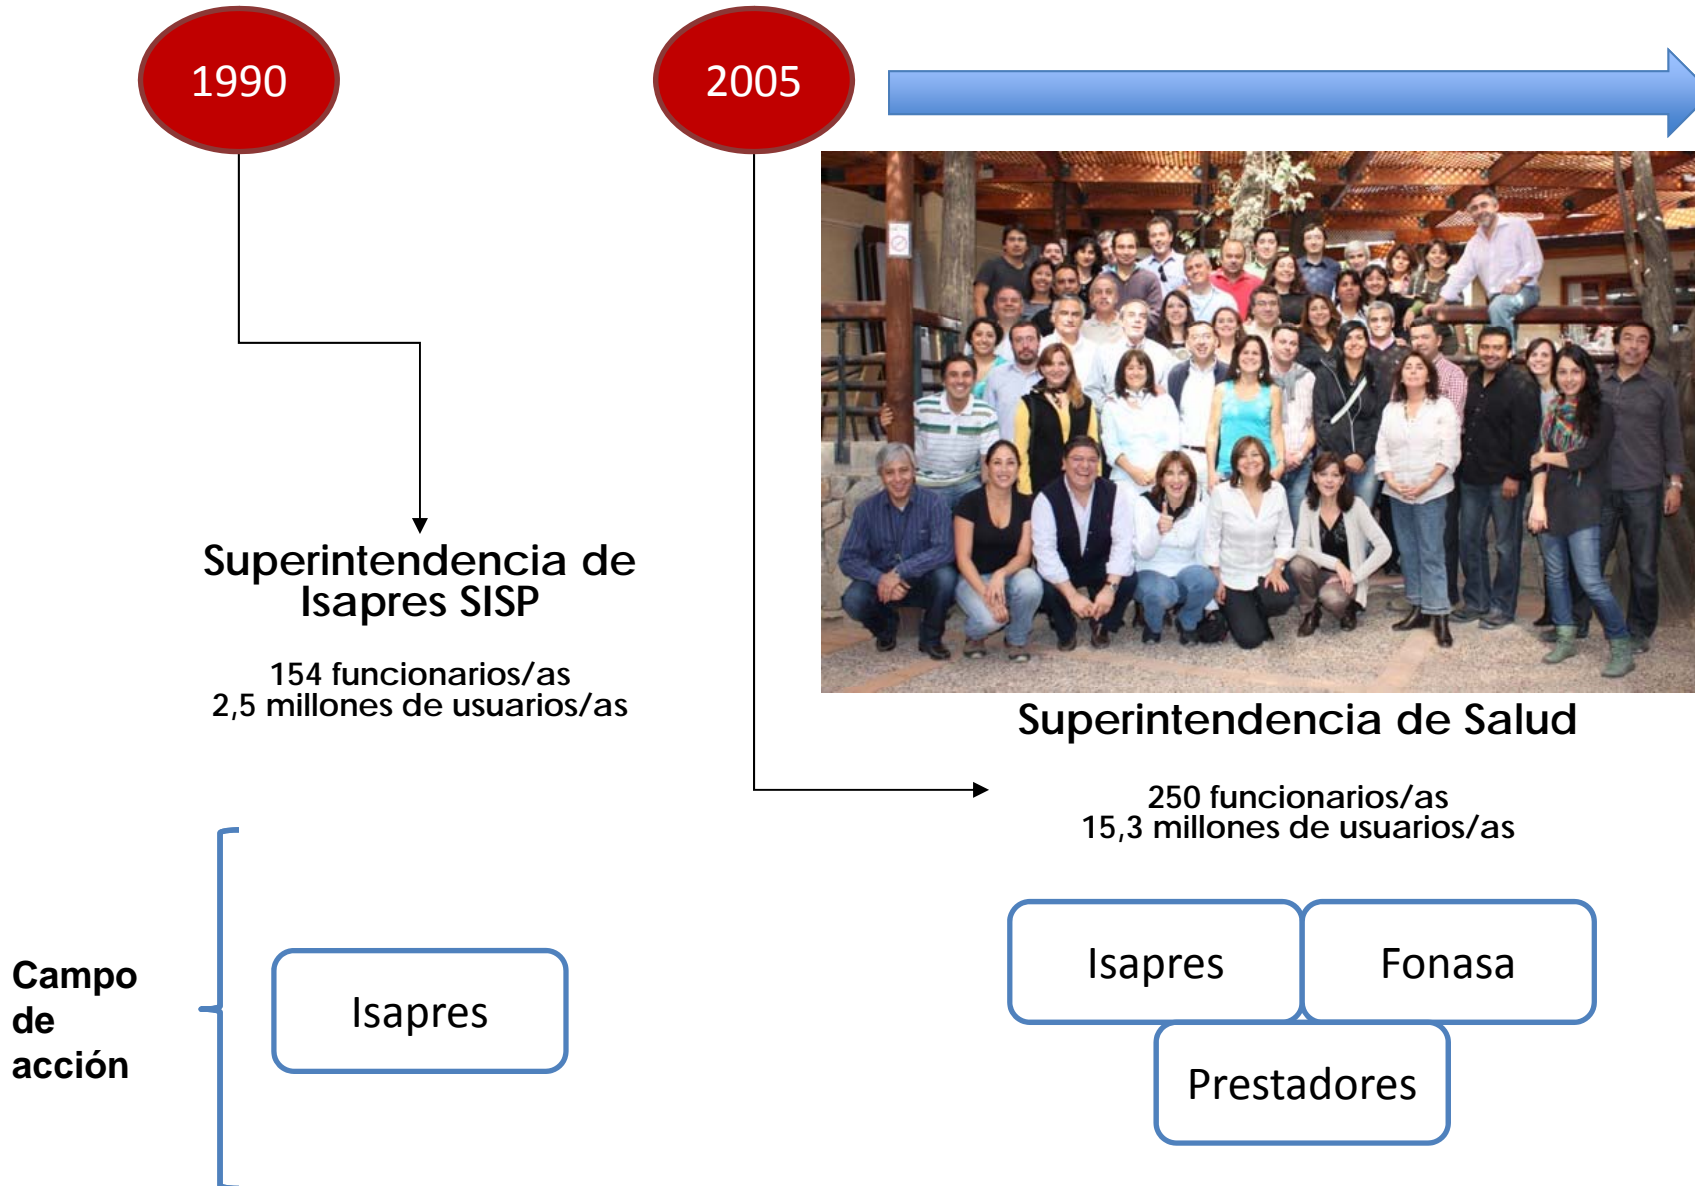 1990
2005
Superintendencia de
Isapres SISP
154 funcionarios/as
2,5 millones de usuarios/as
Superintendencia de Salud
250 funcionarios/as
15,3 millones de usuarios/as
Campo
de
acción
Isapres
Isapres
Fonasa
Prestadores